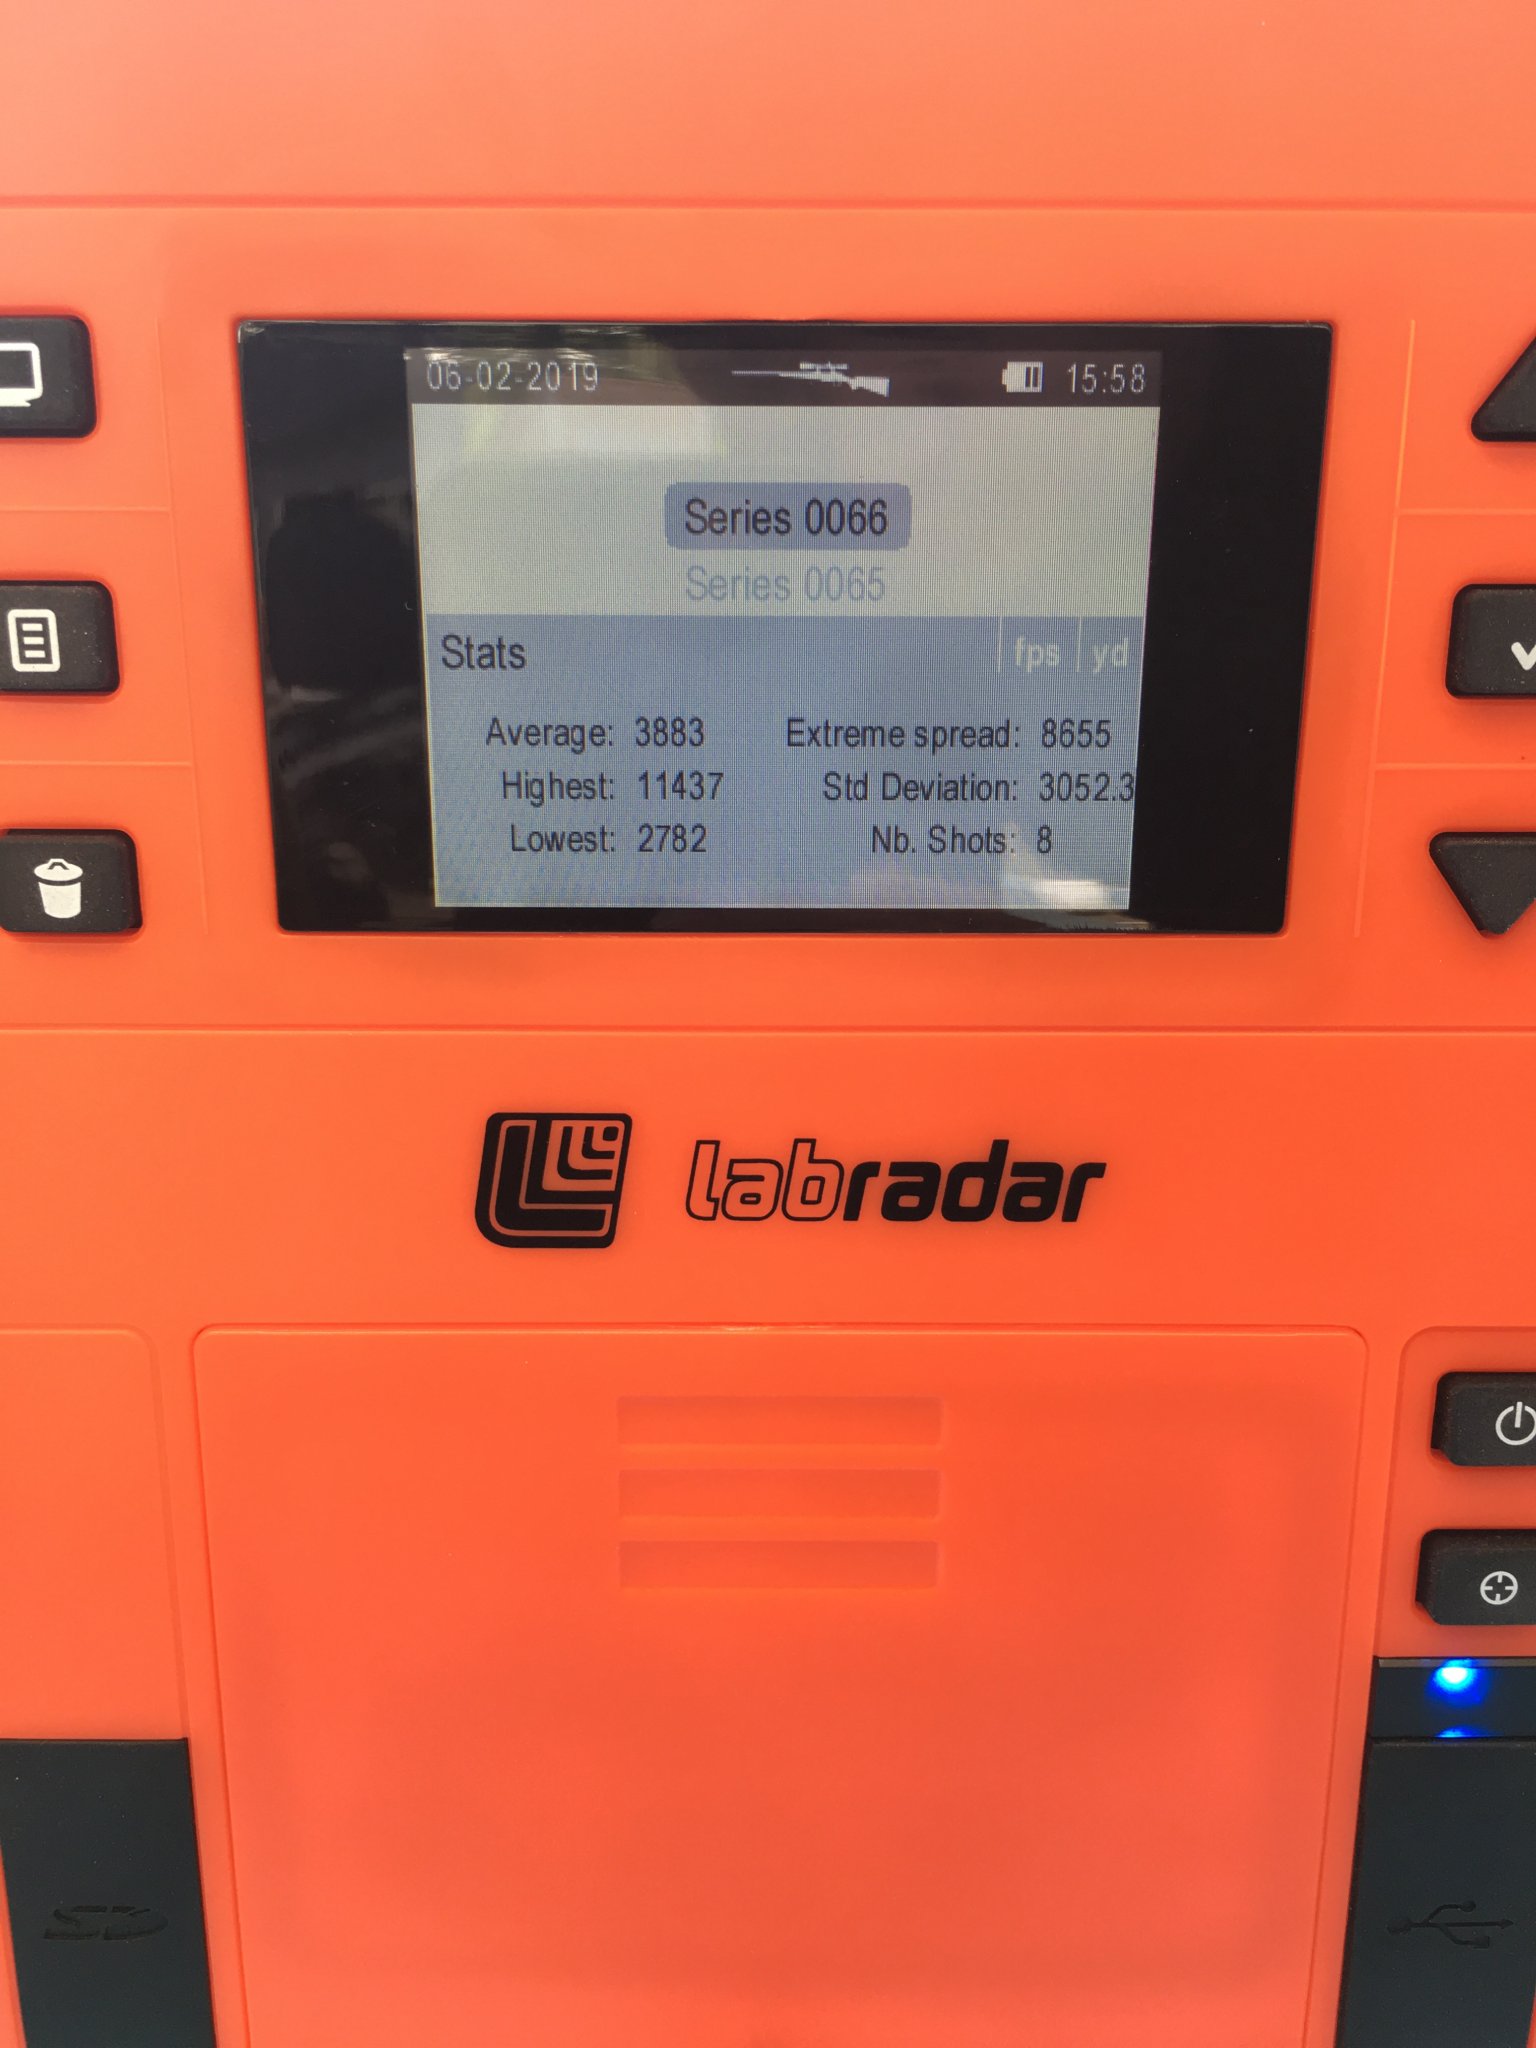 06-02-2019 15:58
Series 0066
Series 0065
Stats fps yd
Average: 3883 Extreme spread: 8655
Highest: 11437 Std Deviation: 3052.3
Lowest: 2782 Nb. Shots: 8
labradar
SD